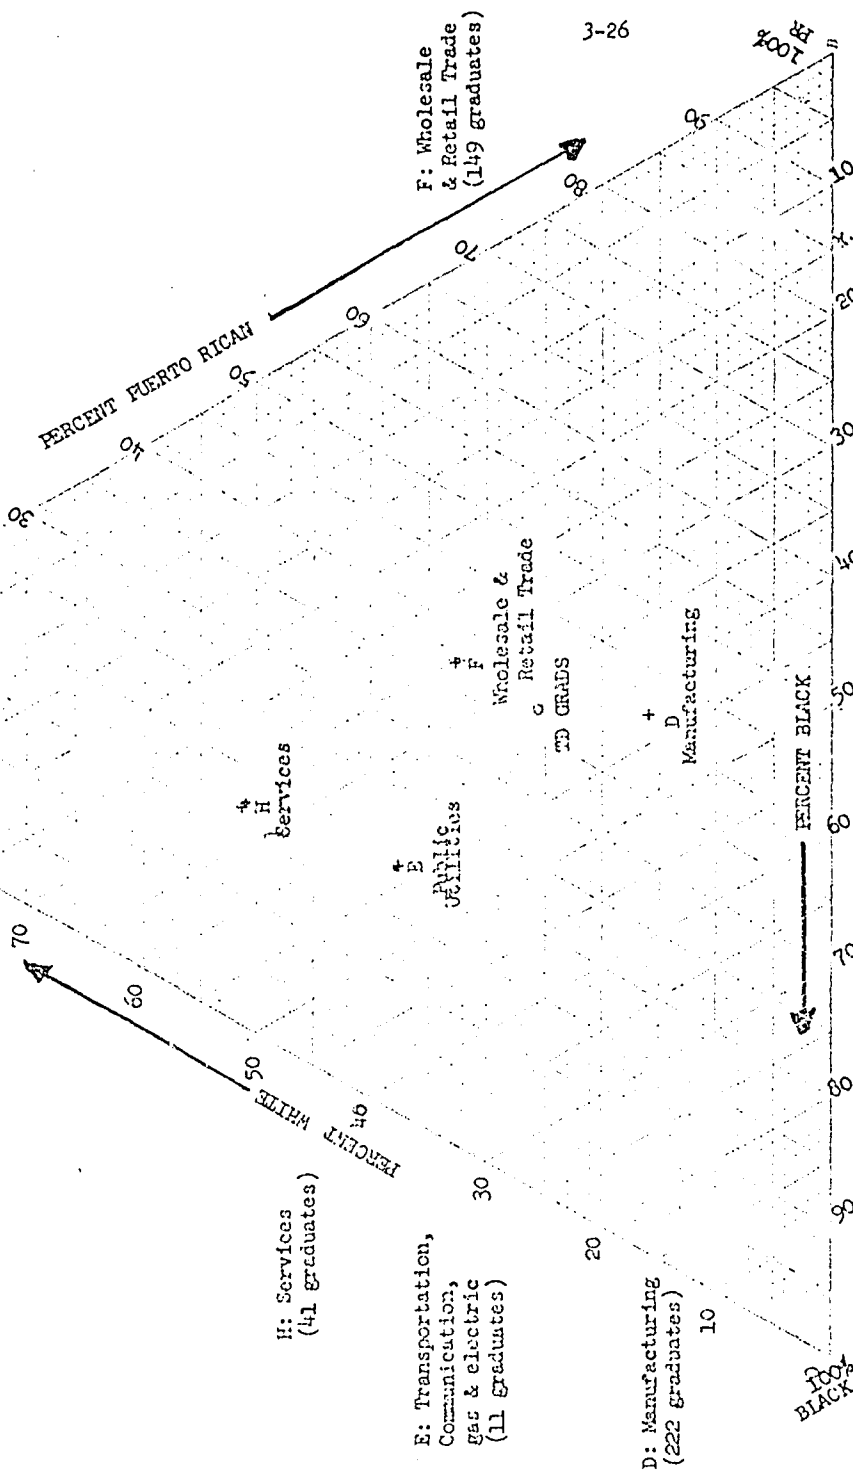 3-26
F: Wholesale
& Retail Trade
(149 graduates)
100%
PR
PERCENT PUERTO RICAN
30
40
50
60
70
80
90
70
60
50
40
30
20
10
PERCENT WHITE
H
Services
E
Public
Utilities
F
Wholesale &
Retail Trade
TD GRADS
D
Manufacturing
H: Services
(41 graduates)
E: Transportation,
Communication,
gas & electric
(11 graduates)
D: Manufacturing
(222 graduates)
PERCENT BLACK
100%
BLACK
90
80
70
60
50
40
30
20
10